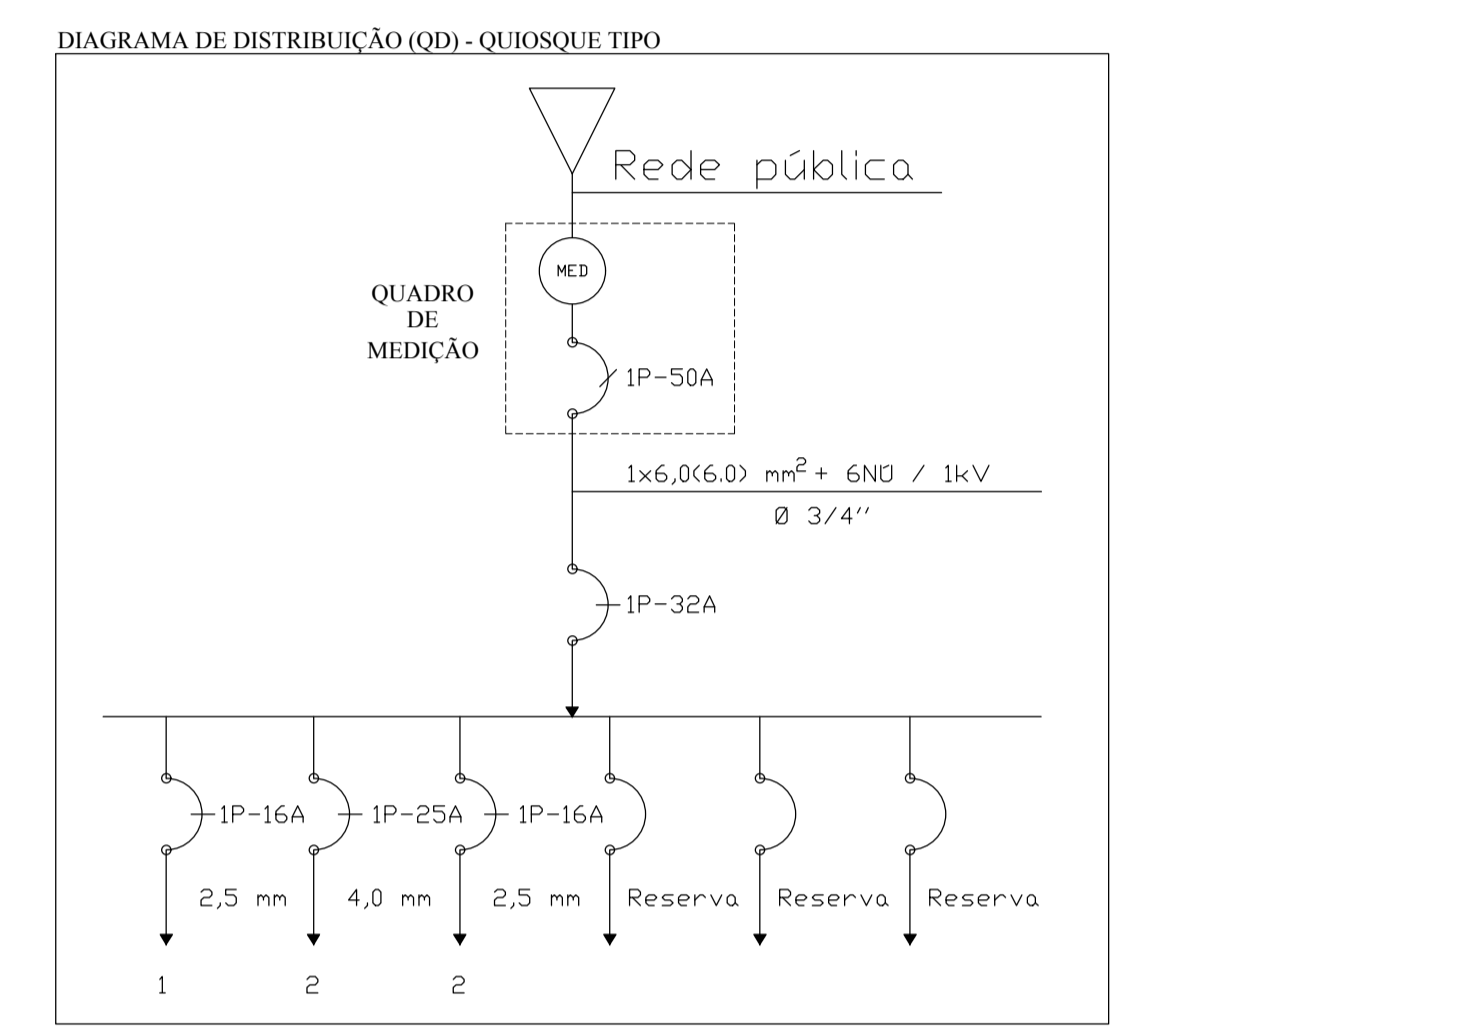 DIAGRAMA DE DISTRIBUIÇÃO (QD) - QUIOSQUE TIPO
Rede pública
MED
QUADRO
DE
MEDIÇÃO
1P-50A
1x6,0(6.0) mm² + 6NÚ / 1kV
Ø 3/4''
1P-32A
1P-16A 1P-25A 1P-16A
2,5 mm 4,0 mm 2,5 mm Reserva Reserva Reserva
1 2 2